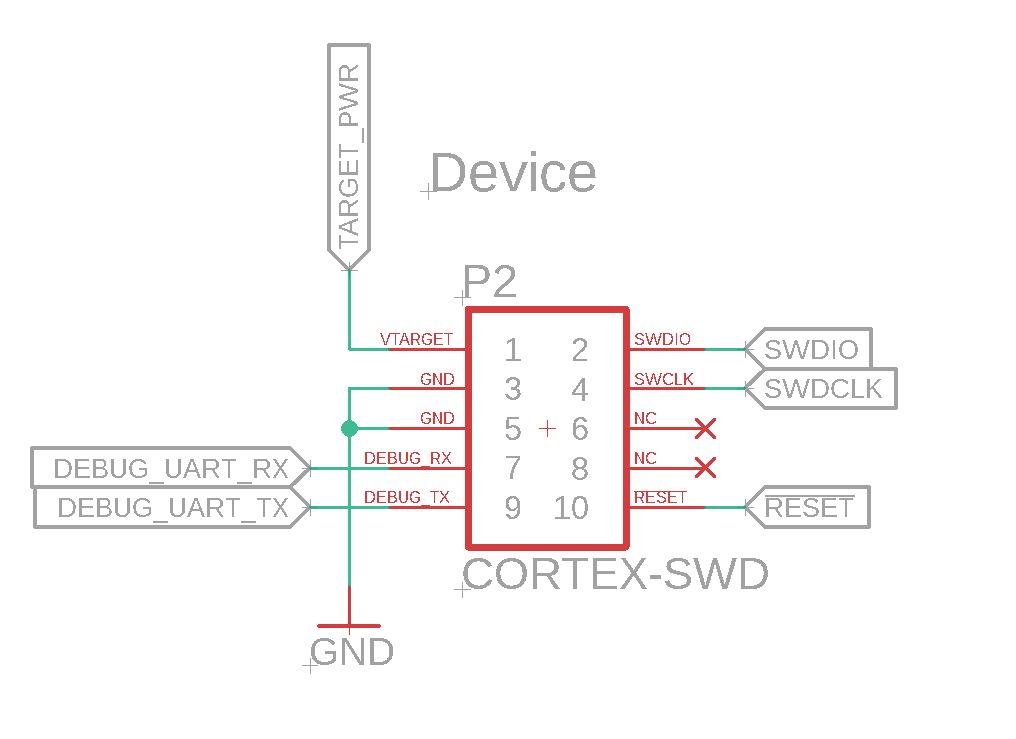 TARGET_PWR
Device
P2
VTARGET 1 2 SWDIO SWDIO
GND 3 4 SWCLK SWDCLK
GND 5 6 NC
DEBUG_UART_RX DEBUG_RX 7 8 NC
DEBUG_UART_TX DEBUG_TX 9 10 RESET RESET
CORTEX-SWD
GND